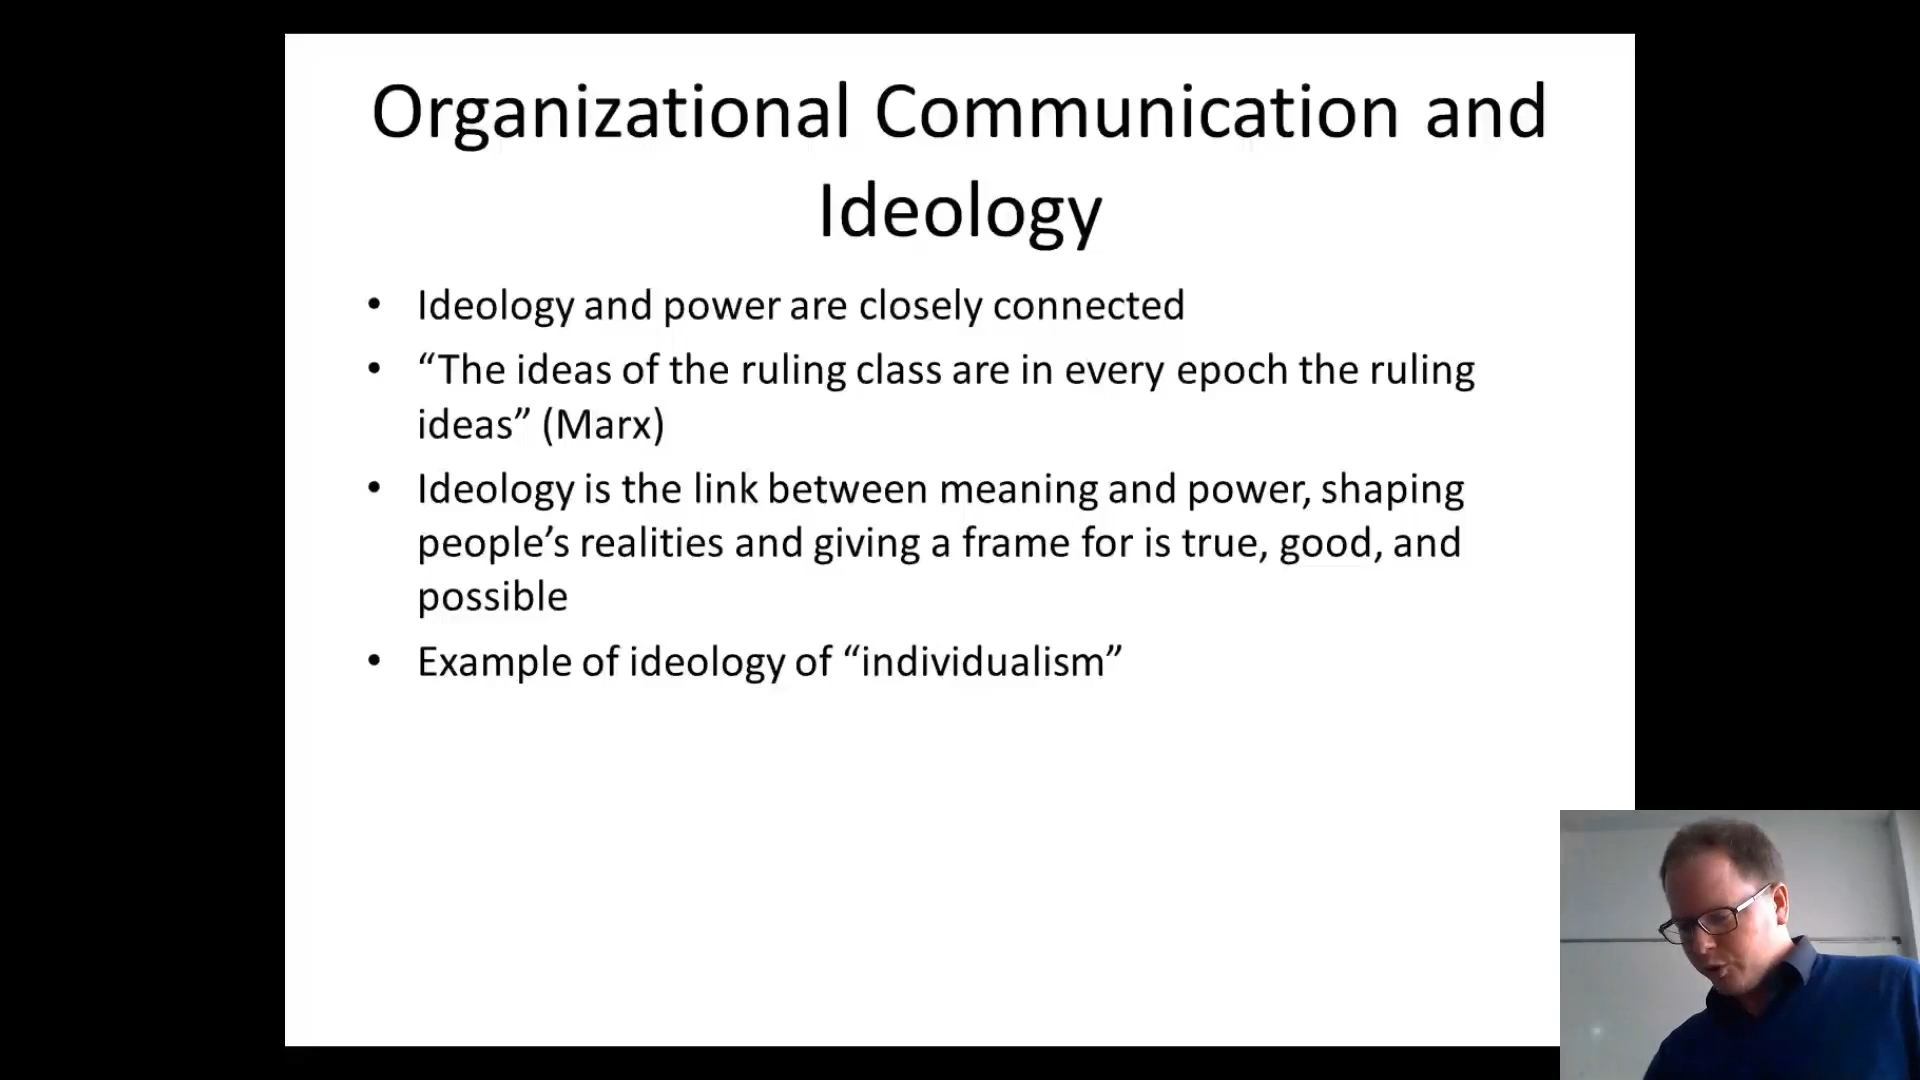 Organizational Communication and
Ideology
• Ideology and power are closely connected
• “The ideas of the ruling class are in every epoch the ruling
ideas” (Marx)
• Ideology is the link between meaning and power, shaping
people’s realities and giving a frame for is true, good, and
possible
• Example of ideology of “individualism”